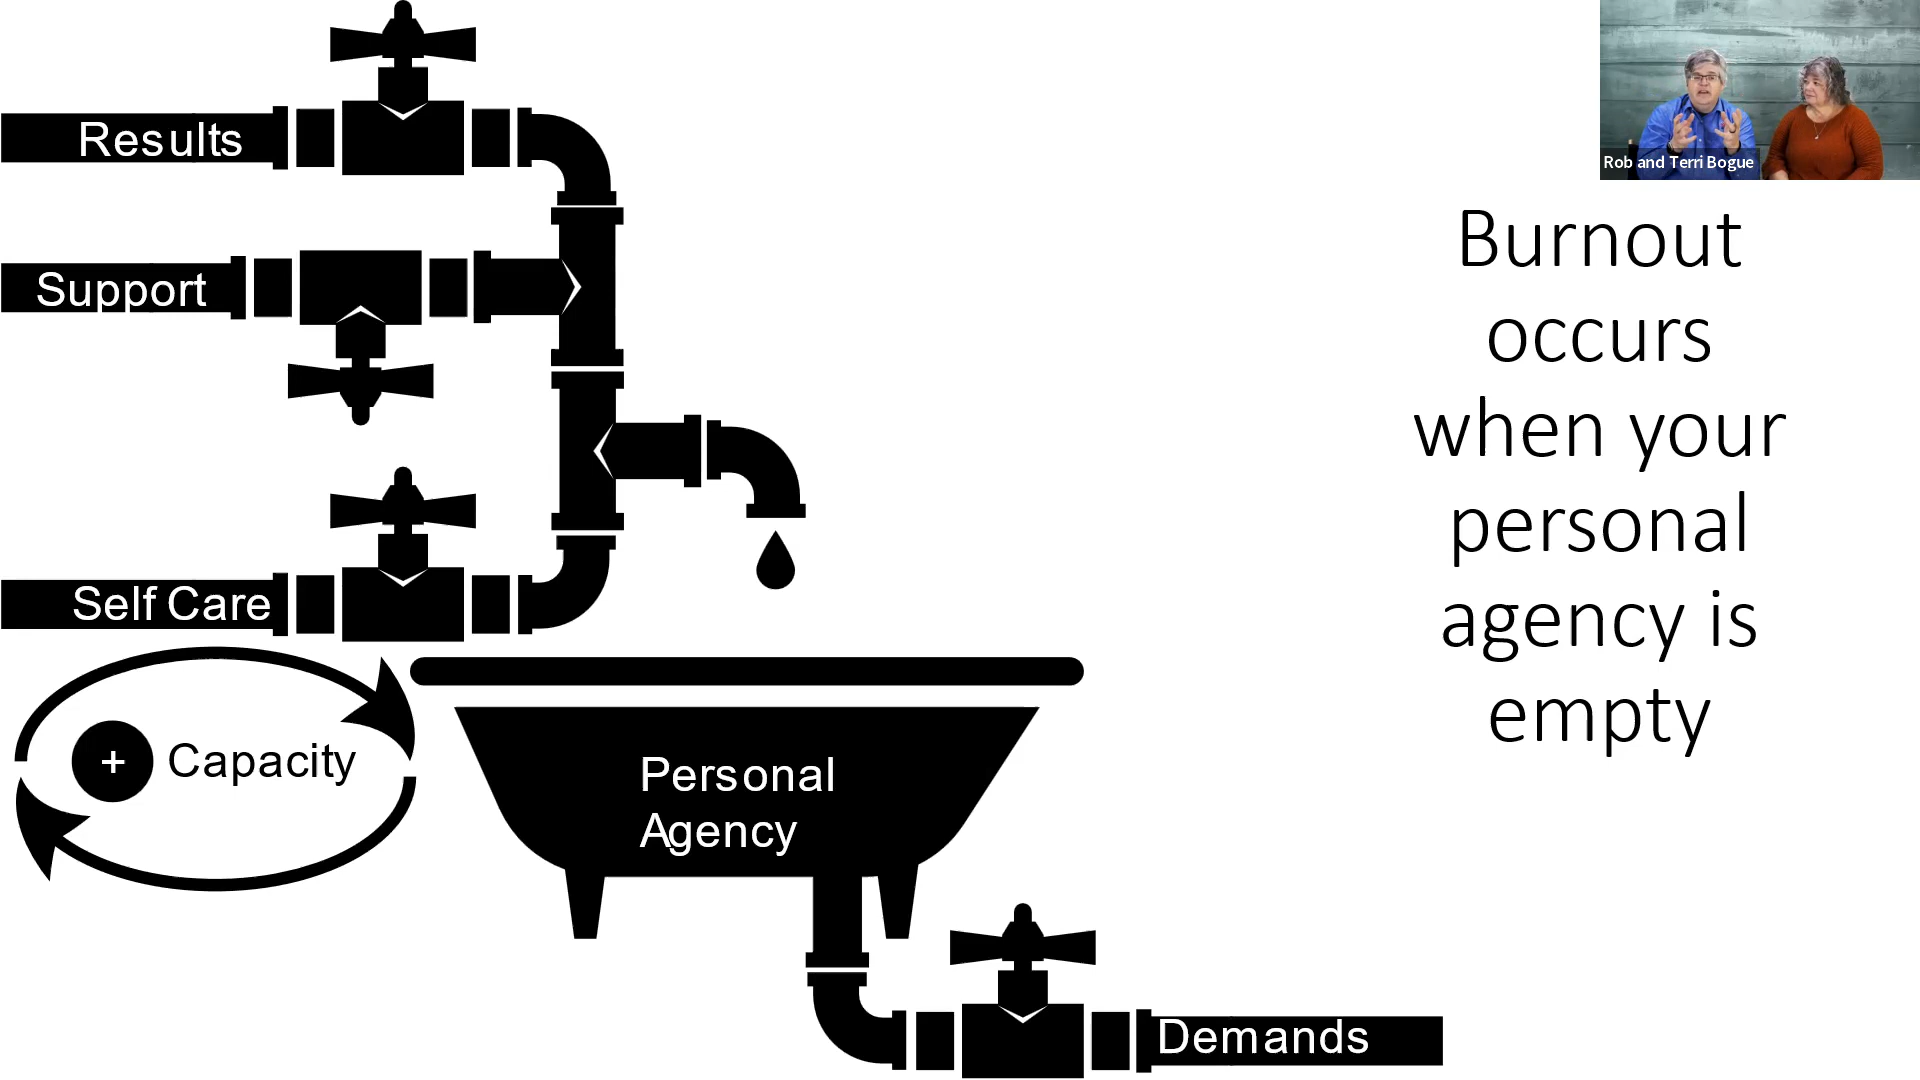 Results
Support
Self Care
+ Capacity
Personal
Agency
Demands
Rob and Terri Bogue
Burnout
occurs
when your
personal
agency is
empty